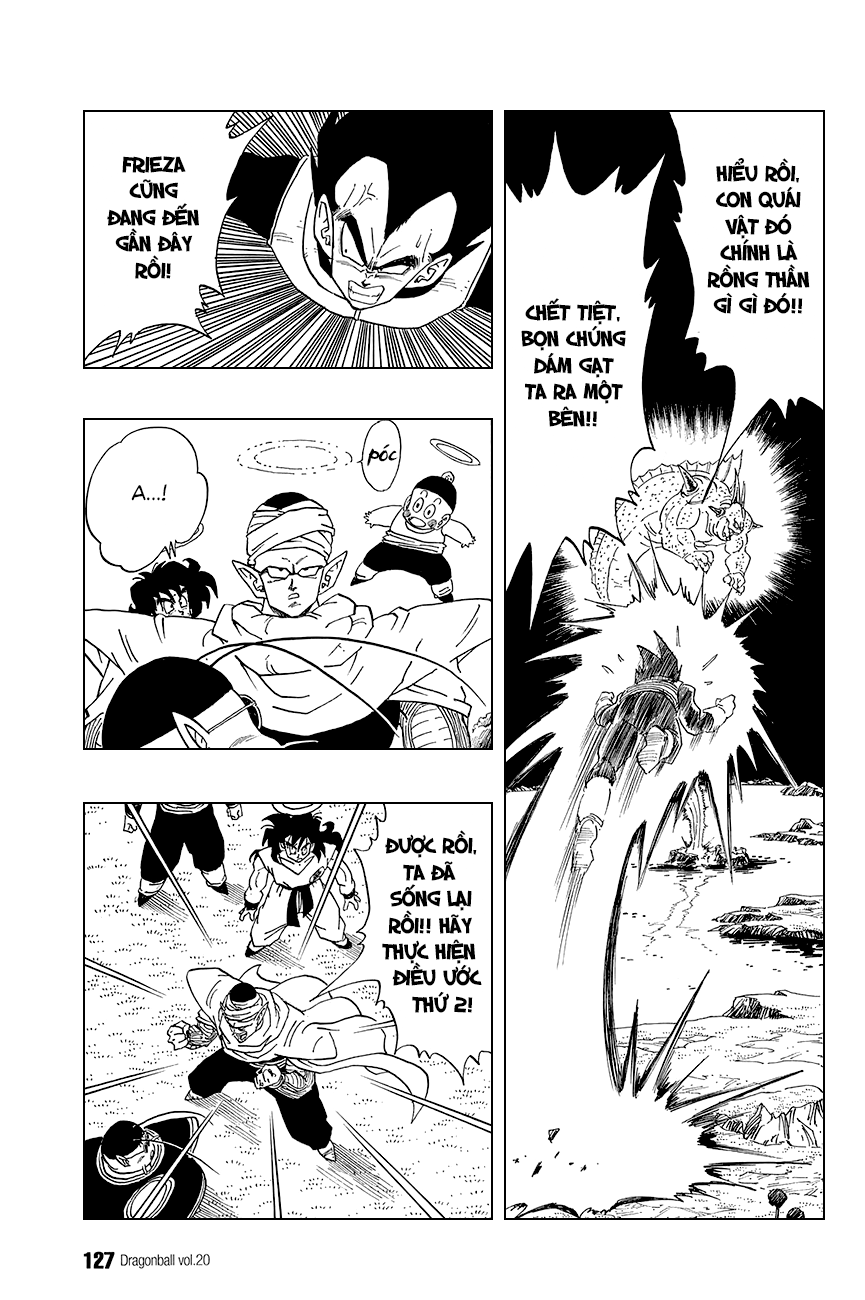 HIỂU RỒI,
CON QUÁI
VẬT ĐÓ
CHÍNH LÀ
RỒNG THẦN
GÌ GÌ ĐÓ!!
CHẾT TIỆT,
BỌN CHÚNG
DÁM GẠT
TA RA MỘT
BÊN!!
FRIEZA
CŨNG
ĐANG ĐẾN
GẦN ĐÂY
RỒI!
PÓC
A...!
ĐƯỢC RỒI,
TA ĐÃ
SỐNG LẠI
RỒI!! HÃY
THỰC HIỆN
ĐIỀU ƯỚC
THỨ 2!
127 Dragonball vol.20